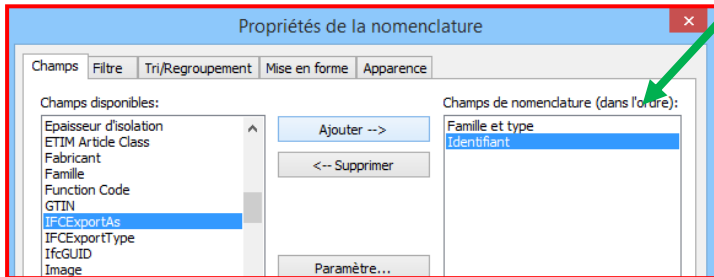 Propriétés de la nomenclature
Champs Filtre Tri/Regroupement Mise en forme Apparence
Champs disponibles:
Epaisseur d'isolation
ETIM Article Class
Fabricant
Famille
Function Code
GTIN
IFCExportAs
IFCExportType
IfcGUID
Image
Ajouter -->
<-- Supprimer
Paramètre...
Champs de nomenclature (dans l'ordre):
Famille et type
Identifiant